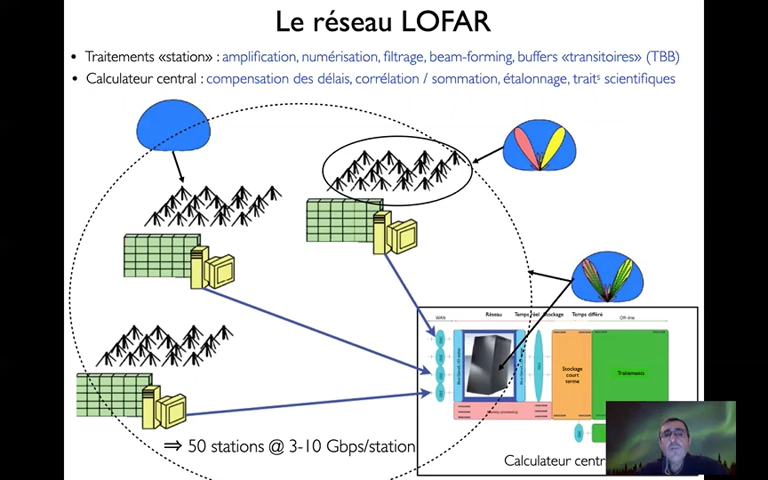 Le réseau LOFAR
• Traitements «station» : amplification, numérisation, filtrage, beam-forming, buffers «transitoires» (TBB)
• Calculateur central : compensation des délais, corrélation / sommation, étalonnage, traitˢ scientifiques
WAN Réseau Temps réel Stockage Temps différé Off-line
Stockage
court
terme
Traitements
⇒ 50 stations @ 3-10 Gbps/station
Calculateur centr